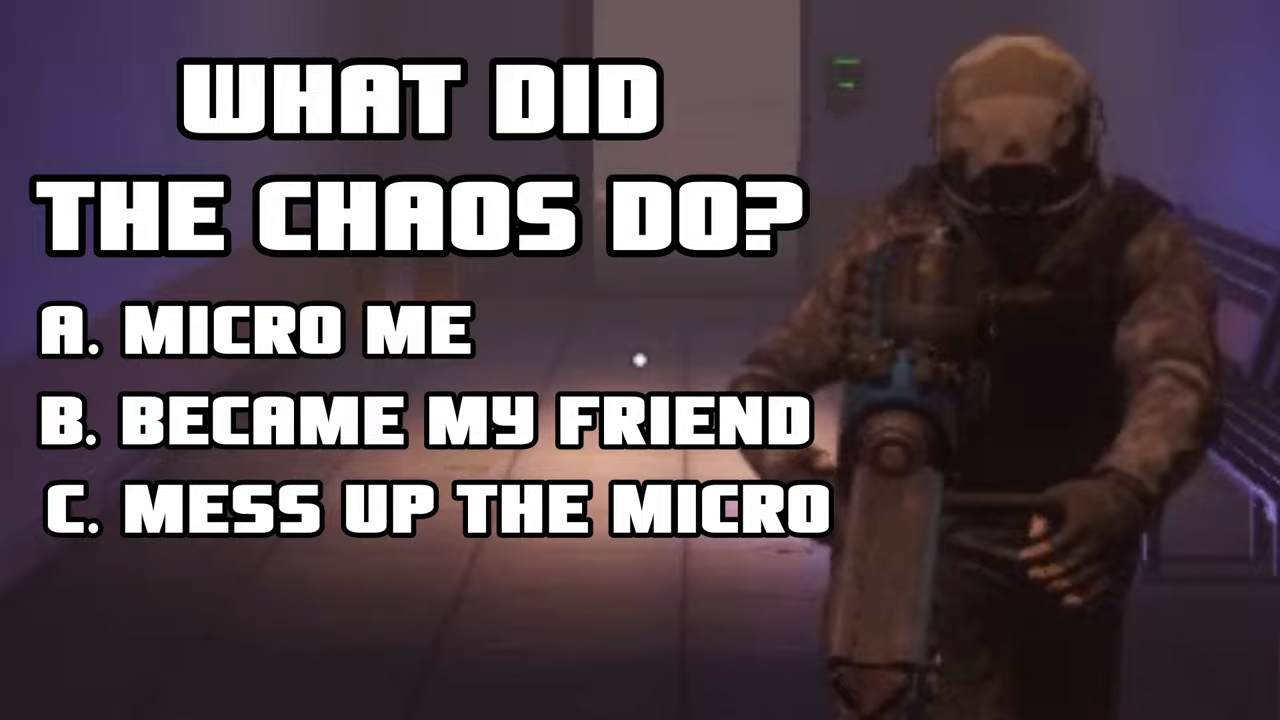 WHAT DID
THE CHAOS DO?
A. MICRO ME
B. BECAME MY FRIEND
C. MESS UP THE MICRO